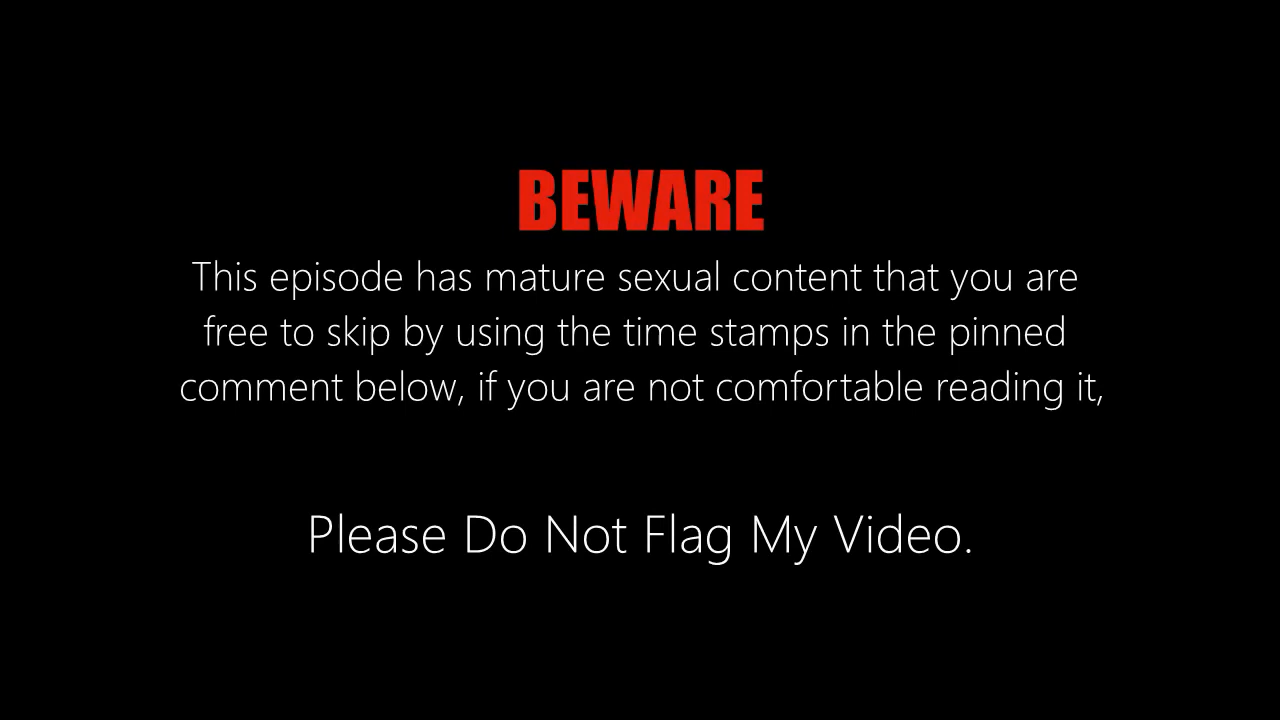 BEWARE
This episode has mature sexual content that you are
free to skip by using the time stamps in the pinned
comment below, if you are not comfortable reading it,
Please Do Not Flag My Video.